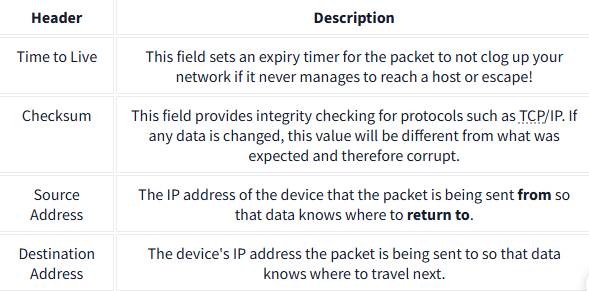 Header Description
Time to Live This field sets an expiry timer for the packet to not clog up your
network if it never manages to reach a host or escape!
Checksum This field provides integrity checking for protocols such as TCP/IP. If
any data is changed, this value will be different from what was
expected and therefore corrupt.
Source
Address
The IP address of the device that the packet is being sent from so
that data knows where to return to.
Destination
Address
The device's IP address the packet is being sent to so that data
knows where to travel next.